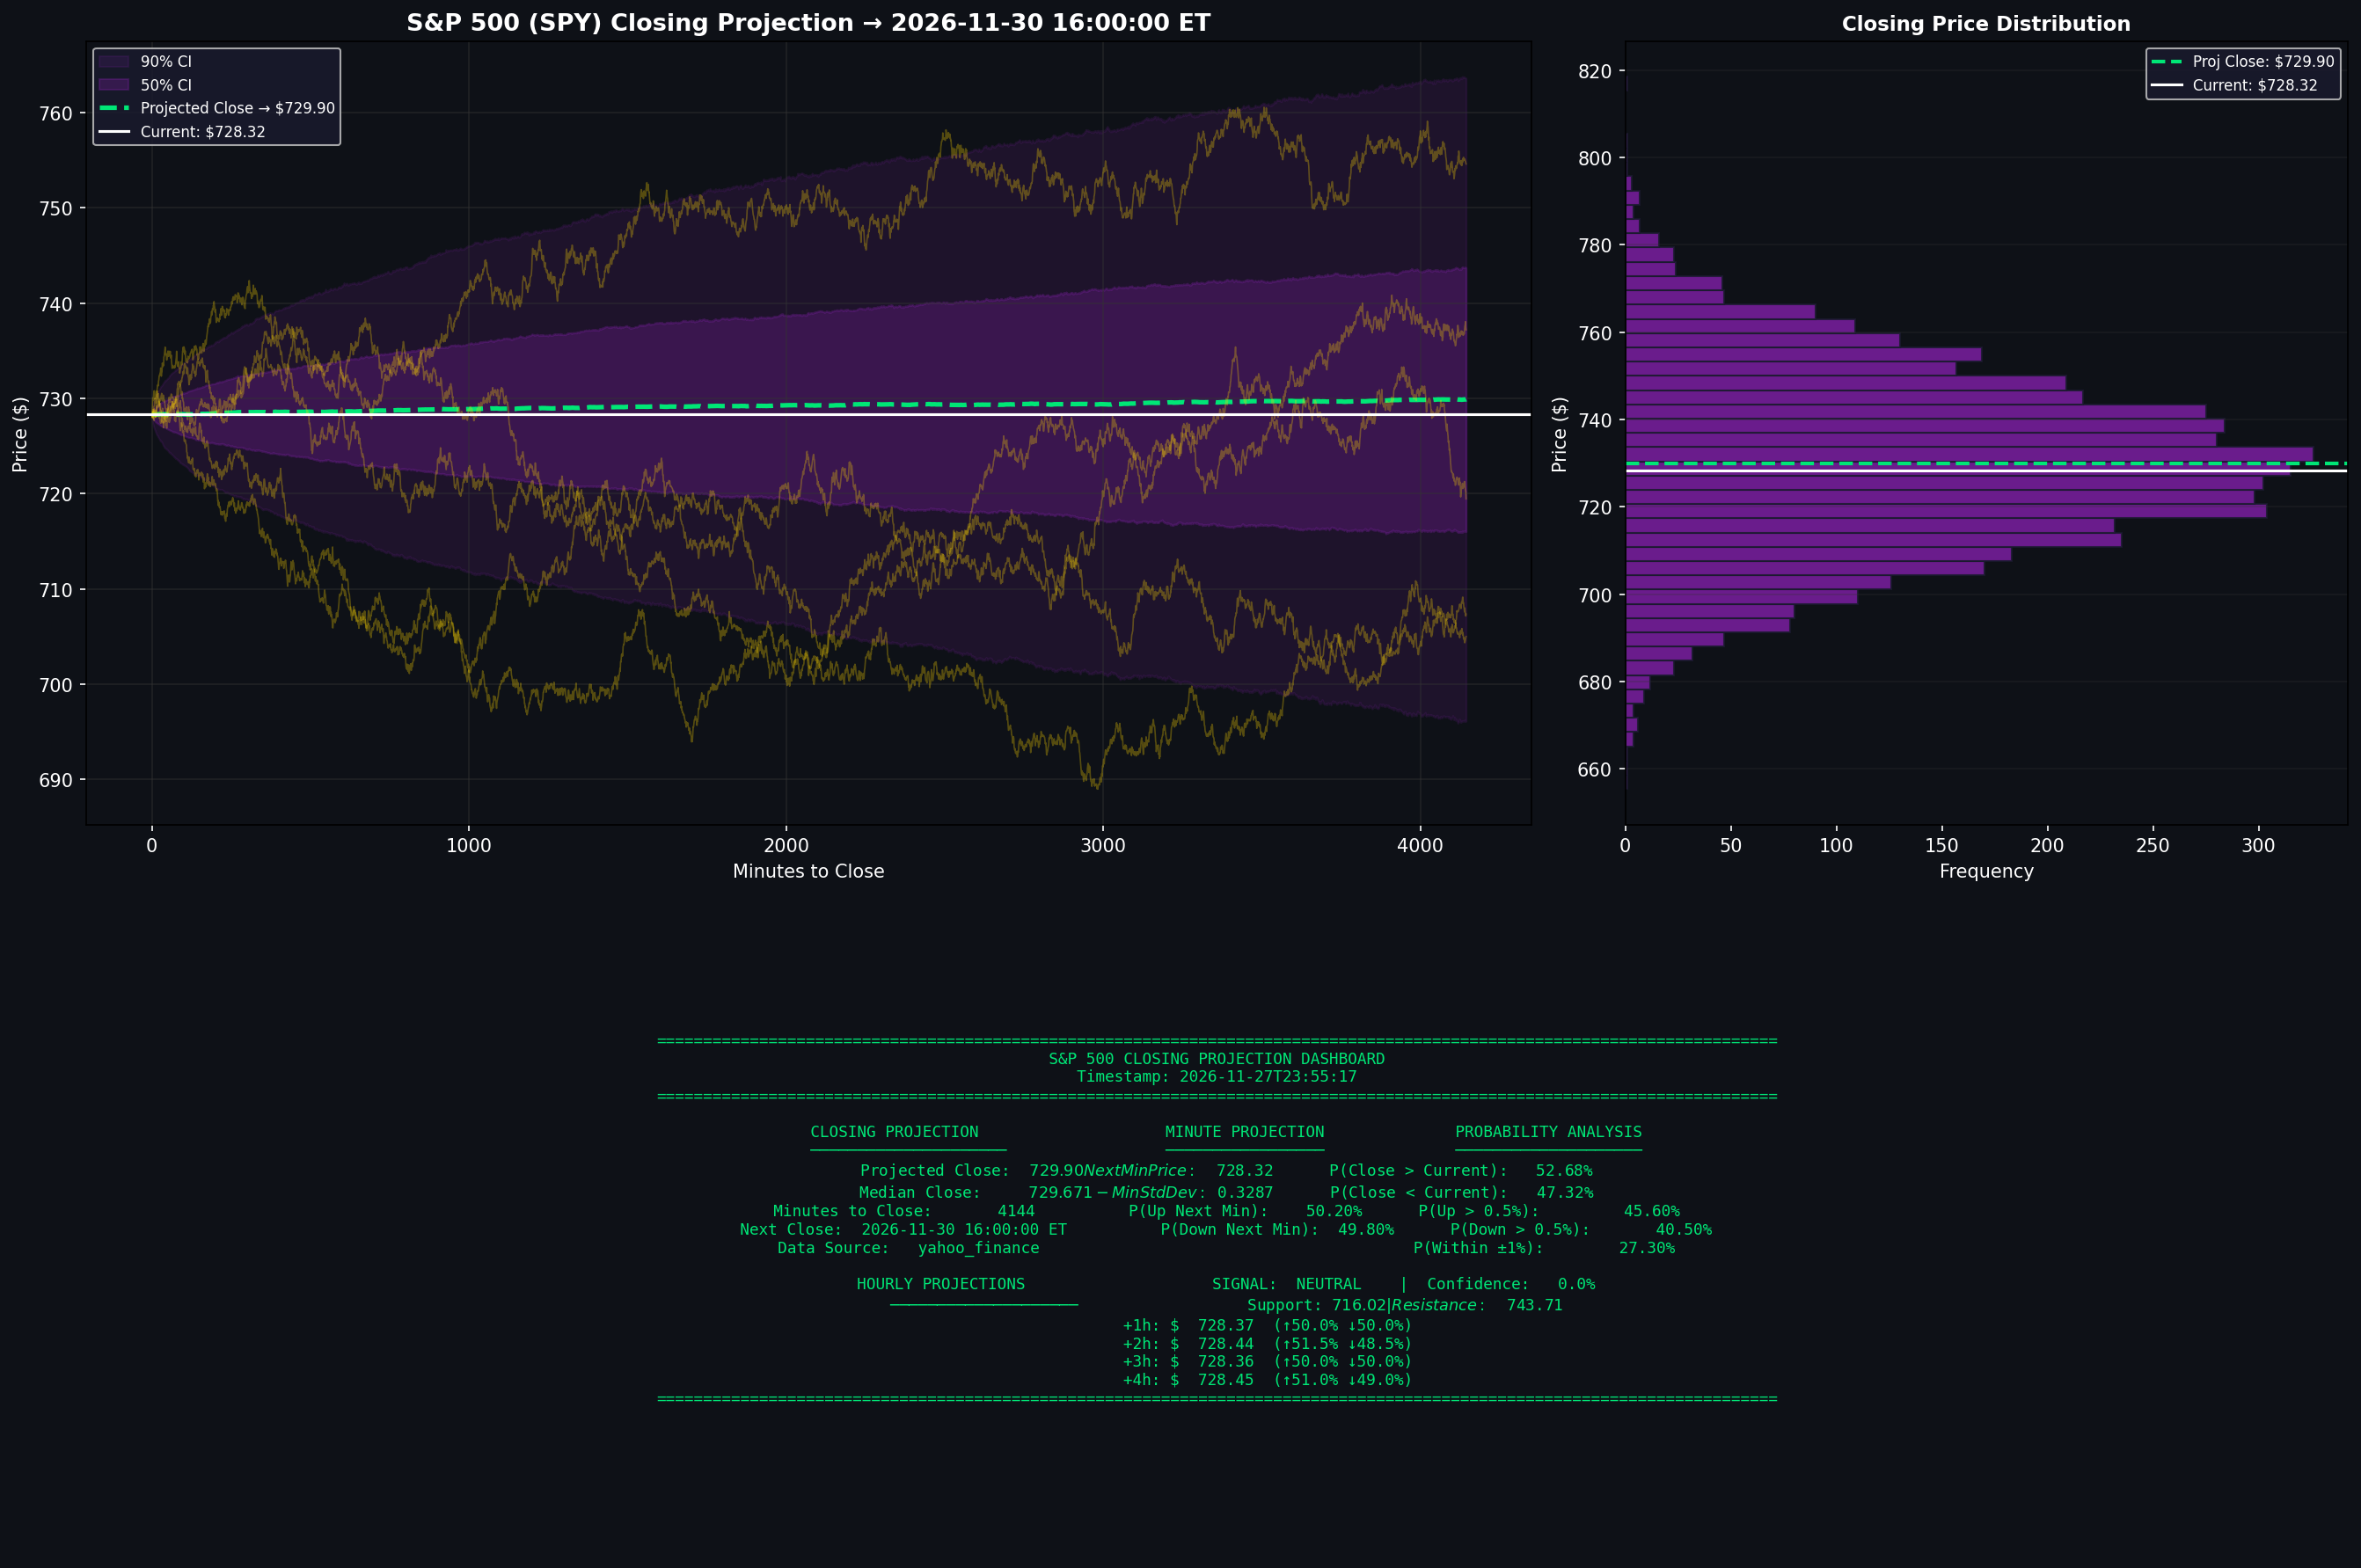 S&P 500 (SPY) Closing Projection → 2026-11-30 16:00:00 ET
90% CI
50% CI
Projected Close → $729.90
Current: $728.32
760
750
740
730
720
710
700
690
Price ($)
0 1000 2000 3000 4000
Minutes to Close
Closing Price Distribution
Proj Close: $729.90
Current: $728.32
820
800
780
760
740
720
700
680
660
Price ($)
0 50 100 150 200 250 300
Frequency
S&P 500 CLOSING PROJECTION DASHBOARD
Timestamp: 2026-11-27T23:55:17
CLOSING PROJECTION MINUTE PROJECTION PROBABILITY ANALYSIS
Projected Close: 729.90NextMinPrice: 728.32 P(Close > Current): 52.68%
Median Close: 729.671−MinStdDev: 0.3287 P(Close < Current): 47.32%
Minutes to Close: 4144 P(Up Next Min): 50.20% P(Up > 0.5%): 45.60%
Next Close: 2026-11-30 16:00:00 ET P(Down Next Min): 49.80% P(Down > 0.5%): 40.50%
Data Source: yahoo_finance P(Within ±1%): 27.30%
HOURLY PROJECTIONS SIGNAL: NEUTRAL | Confidence: 0.0%
Support: 716.02|Resistance: 743.71
+1h: $ 728.37 (↑50.0% ↓50.0%)
+2h: $ 728.44 (↑51.5% ↓48.5%)
+3h: $ 728.36 (↑50.0% ↓50.0%)
+4h: $ 728.45 (↑51.0% ↓49.0%)